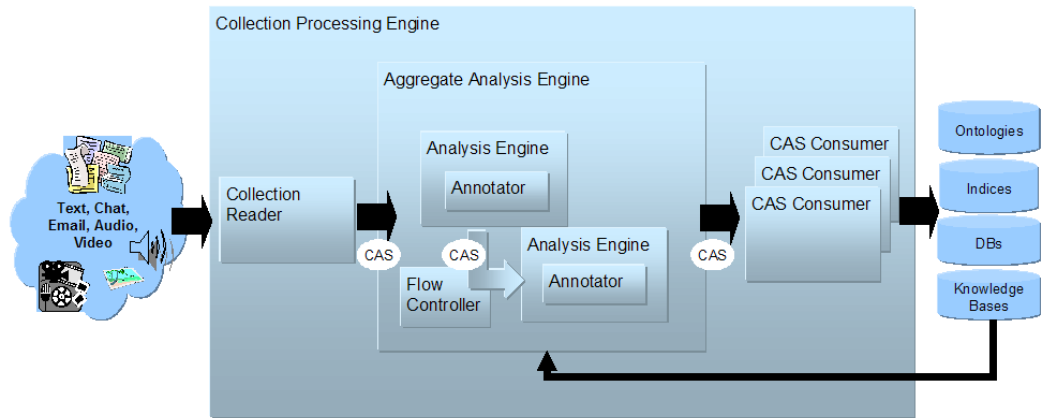 Collection Processing Engine
Aggregate Analysis Engine
Text, Chat,
Email, Audio,
Video
Collection
Reader
CAS
Analysis Engine
Annotator
CAS
Flow
Controller
Analysis Engine
Annotator
CAS
CAS Consumer
CAS Consumer
CAS Consumer
Ontologies
Indices
DBs
Knowledge
Bases